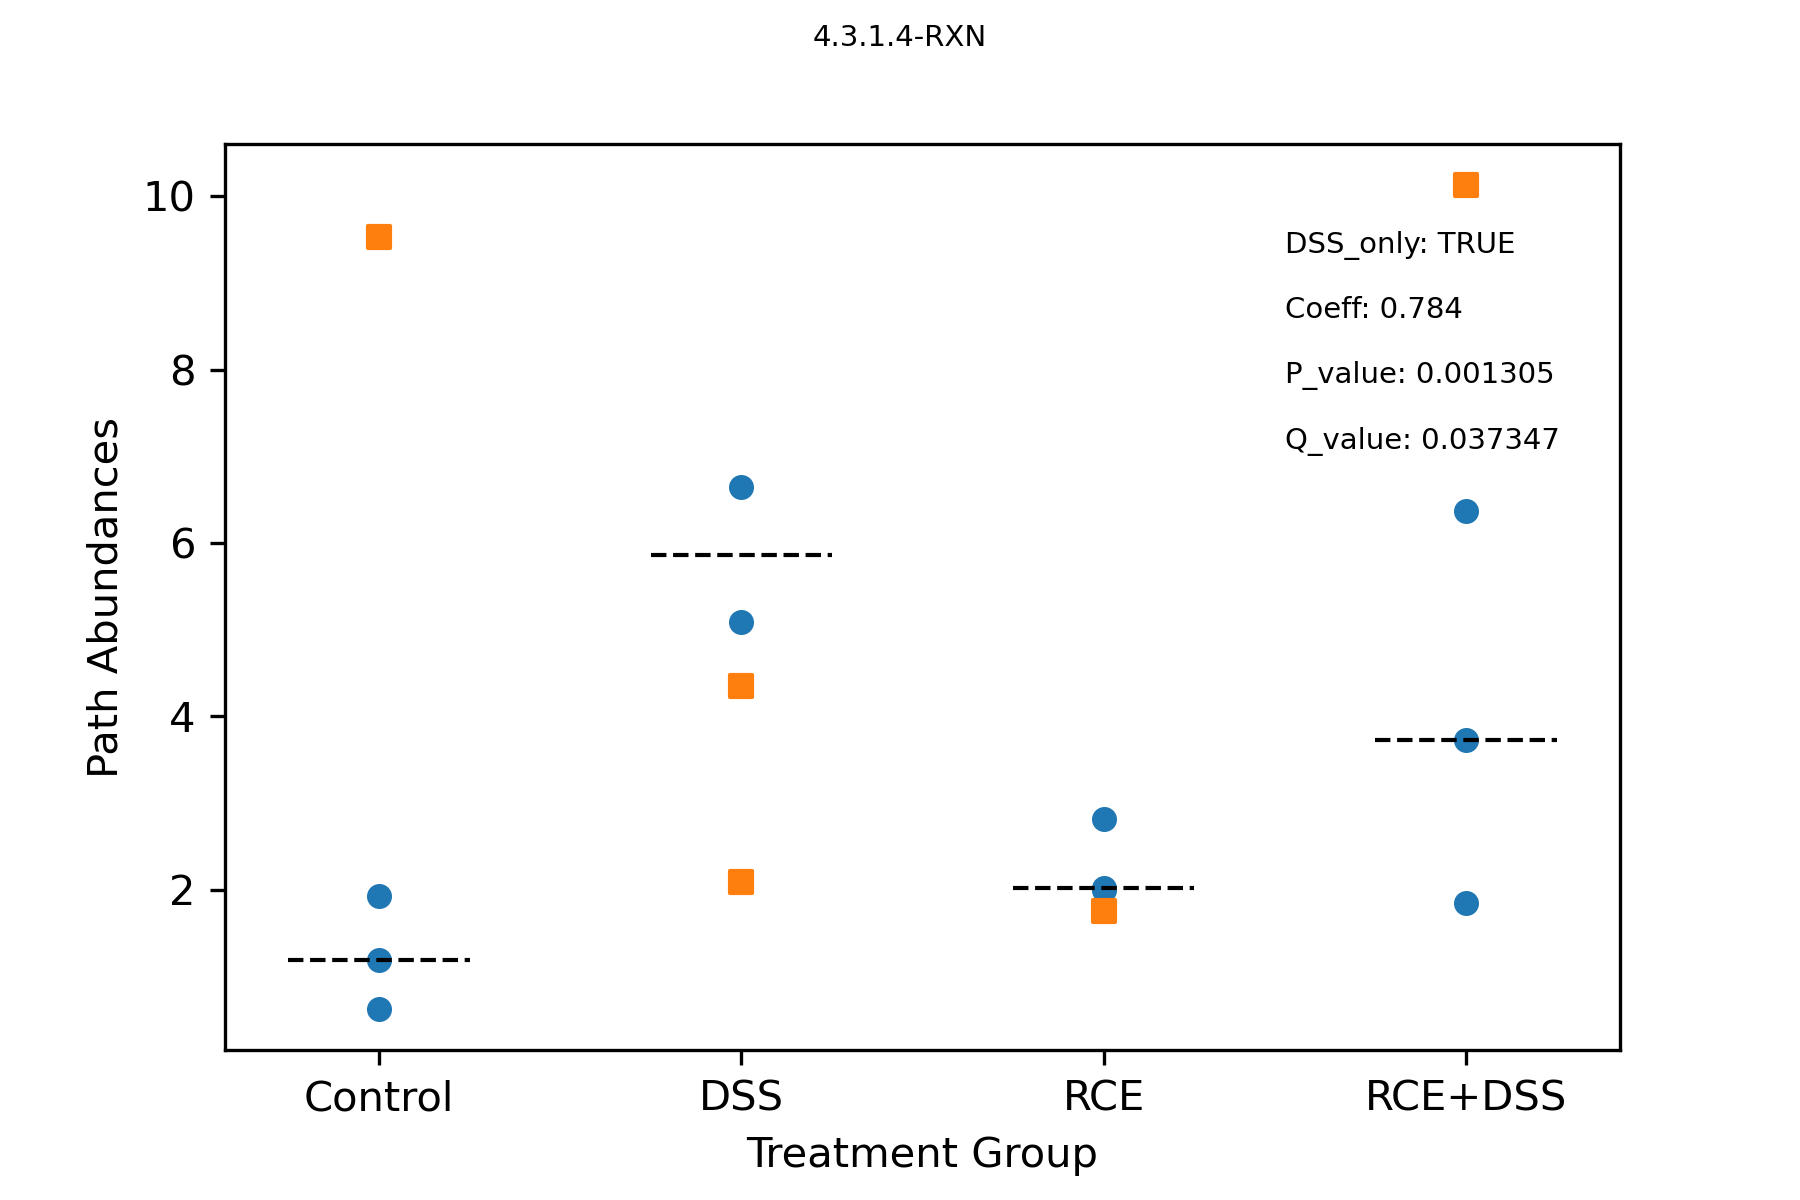 4.3.1.4-RXN
10
8
6
4
2
Path Abundances
DSS_only: TRUE
Coeff: 0.784
P_value: 0.001305
Q_value: 0.037347
Control
DSS
RCE
RCE+DSS
Treatment Group